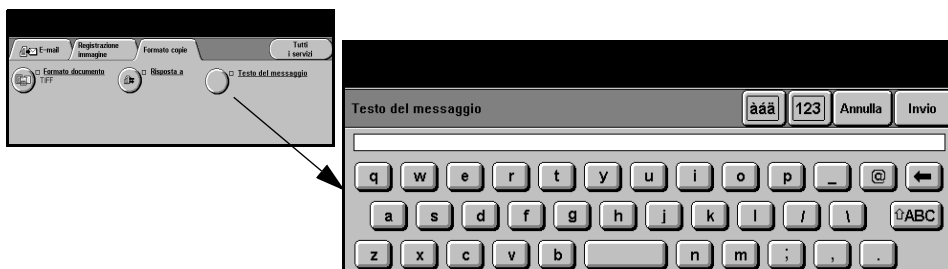 E-mail
Registrazione
immagine
Formato copie
Tutti
i servizi
Formato documento
TIFF
Risposta a
Testo del messaggio
Testo del messaggio
àáä
123
Annulla
Invio
q w e r t y u i o p _ @ ←
a s d f g h j k l / \ ⇧ABC
z x c v b n m ; , .